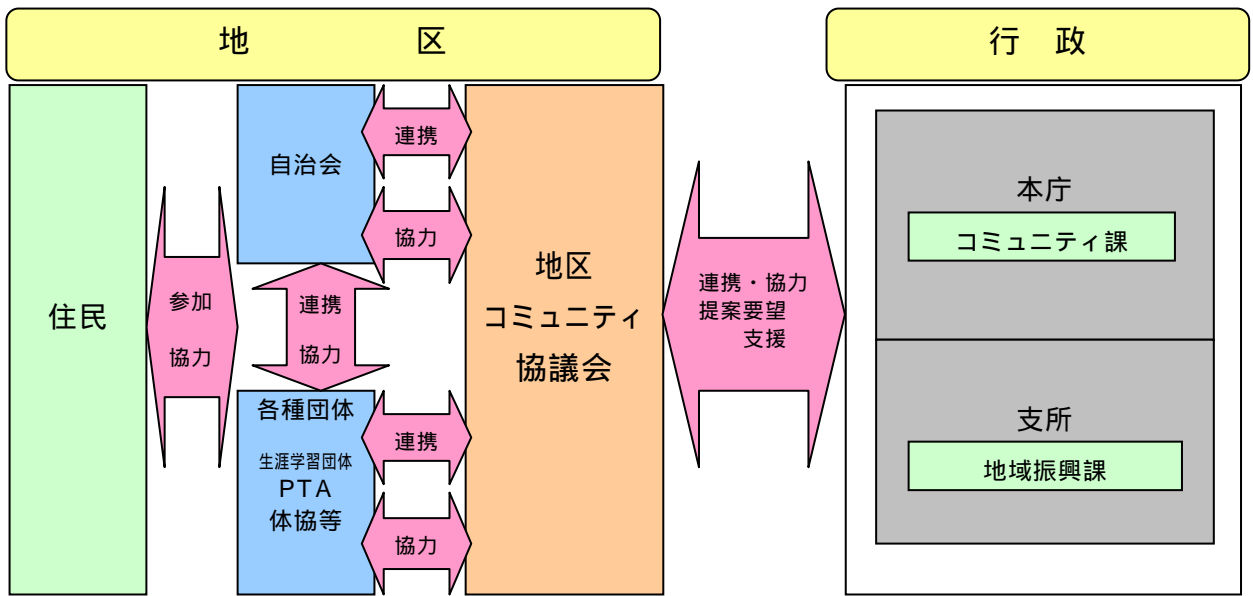 地 区
行 政
住民
参加
協力
自治会
連携
協力
連携
協力
各種団体
生涯学習団体
PTA
体協等
連携
協力
地区
コミュニティ
協議会
連携・協力
提案要望
支援
本庁
コミュニティ課
支所
地域振興課